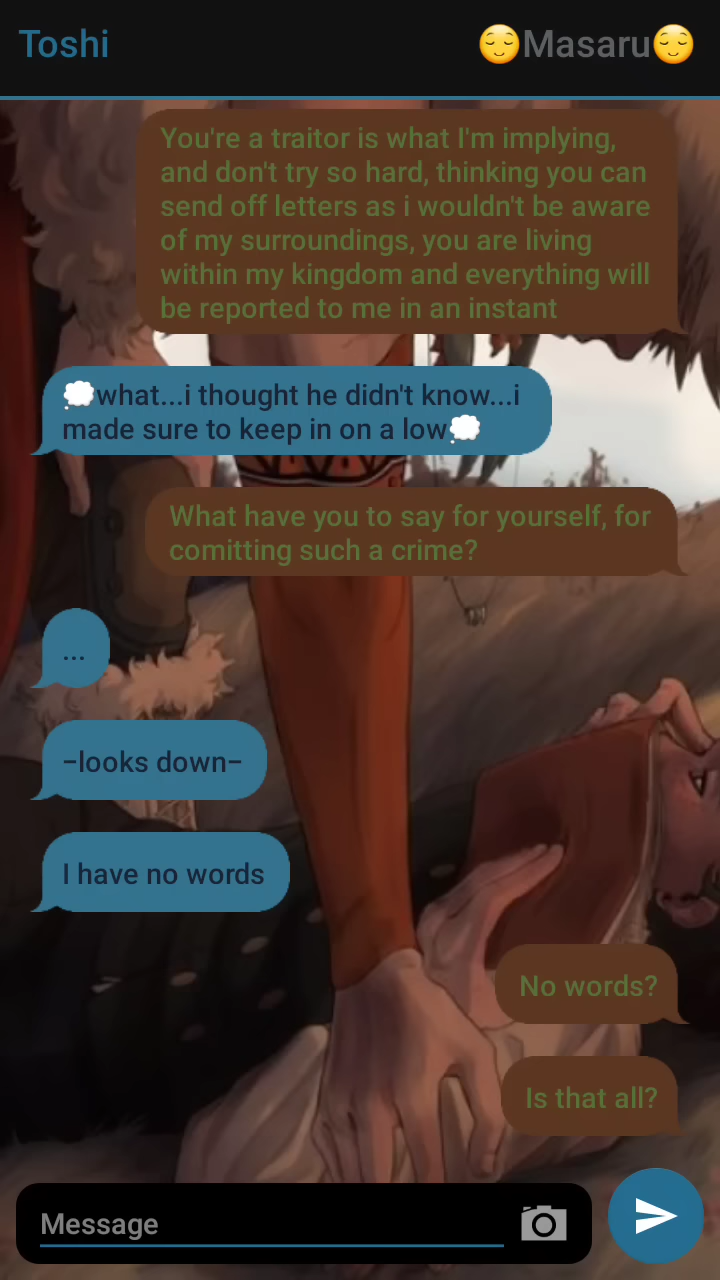 Toshi
😌Masaru😌
You're a traitor is what I'm implying,
and don't try so hard, thinking you can
send off letters as i wouldn't be aware
of my surroundings, you are living
within my kingdom and everything will
be reported to me in an instant
💭what...i thought he didn't know...i
made sure to keep in on a low💭
What have you to say for yourself, for
comitting such a crime?
...
–looks down–
I have no words
No words?
Is that all?
Message